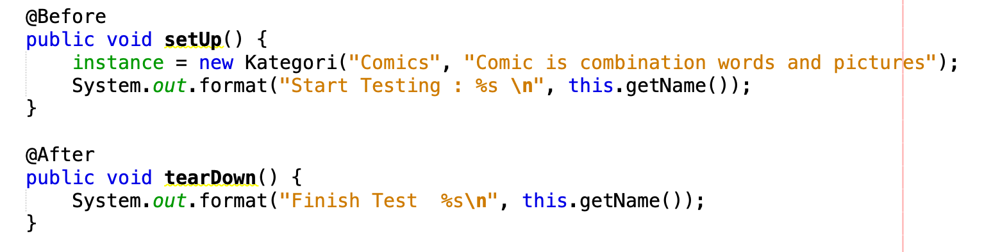 @Before
public void setUp() {
    instance = new Kategori("Comics", "Comic is combination words and pictures");
    System.out.format("Start Testing : %s \n", this.getName());
}

@After
public void tearDown() {
    System.out.format("Finish Test  %s\n", this.getName());
}